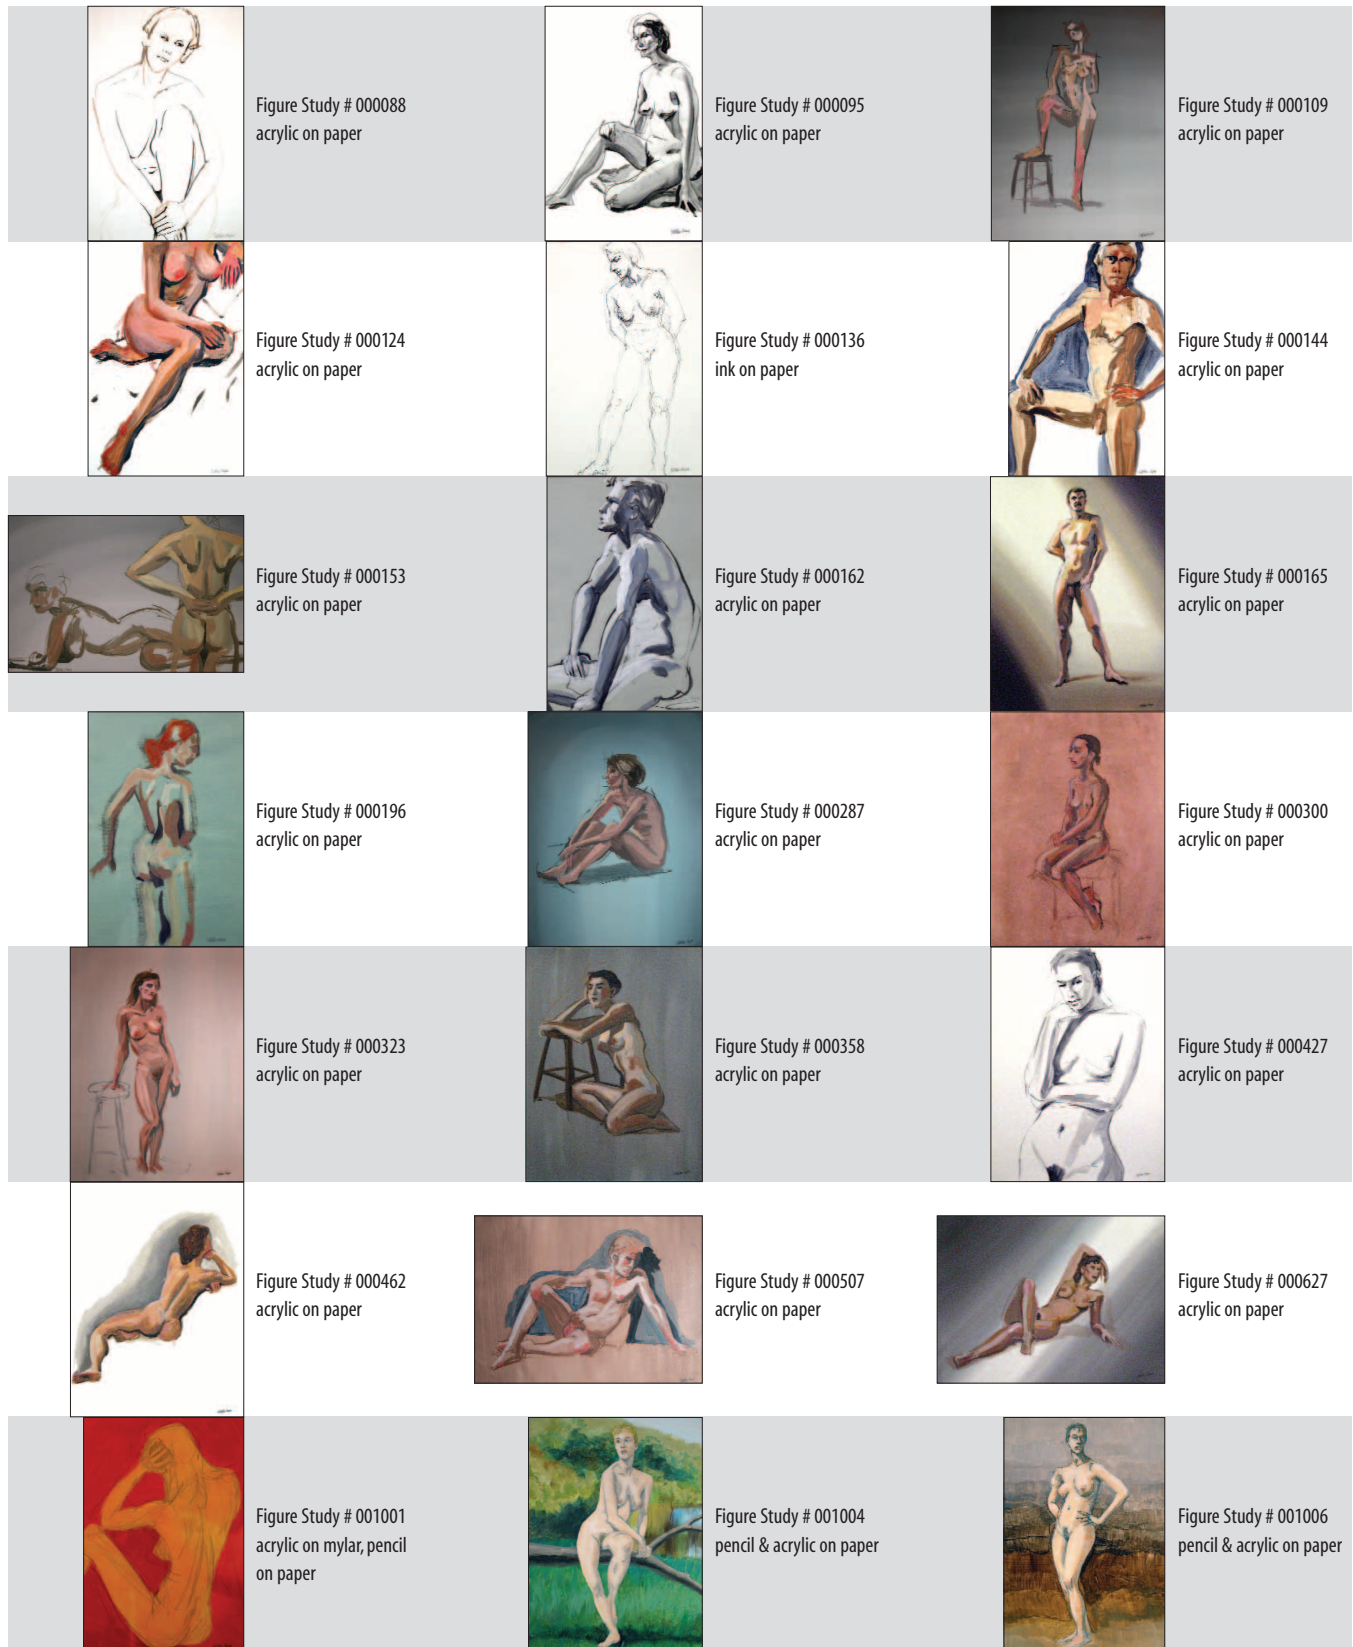 Figure Study # 000088
acrylic on paper
Figure Study # 000095
acrylic on paper
Figure Study # 000109
acrylic on paper
Figure Study # 000124
acrylic on paper
Figure Study # 000136
ink on paper
Figure Study # 000144
acrylic on paper
Figure Study # 000153
acrylic on paper
Figure Study # 000162
acrylic on paper
Figure Study # 000165
acrylic on paper
Figure Study # 000196
acrylic on paper
Figure Study # 000287
acrylic on paper
Figure Study # 000300
acrylic on paper
Figure Study # 000323
acrylic on paper
Figure Study # 000358
acrylic on paper
Figure Study # 000427
acrylic on paper
Figure Study # 000462
acrylic on paper
Figure Study # 000507
acrylic on paper
Figure Study # 000627
acrylic on paper
Figure Study # 001001
acrylic on mylar, pencil
on paper
Figure Study # 001004
pencil & acrylic on paper
Figure Study # 001006
pencil & acrylic on paper